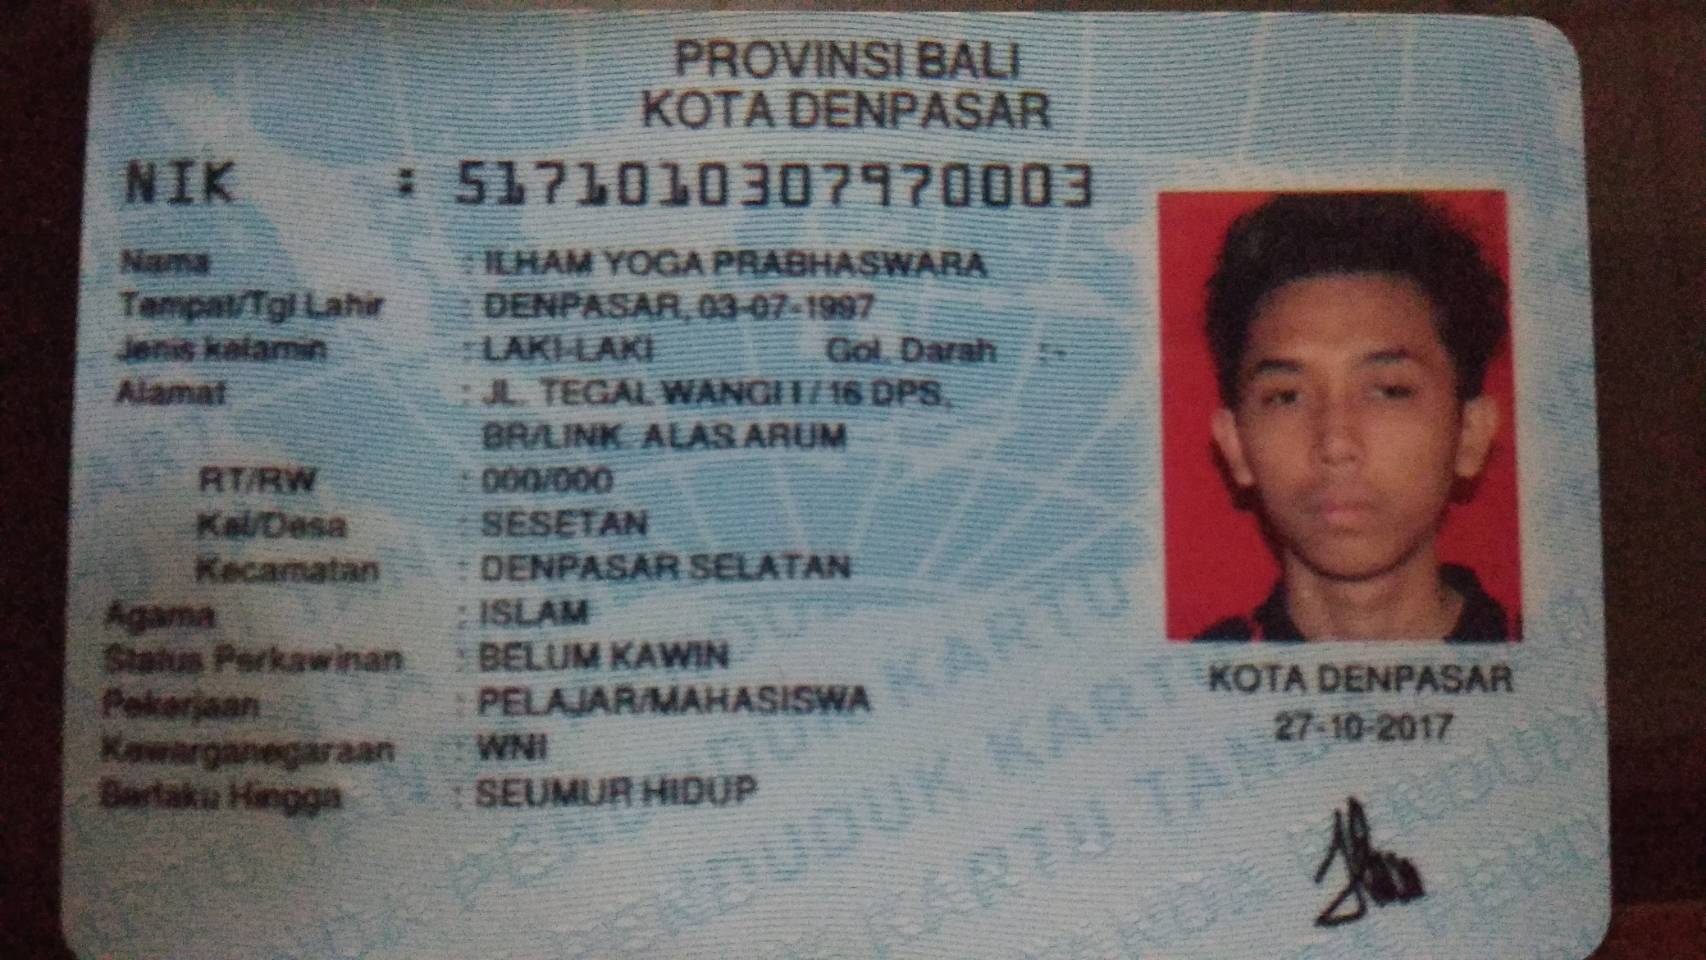 PROVINSI BALI
KOTA DENPASAR
NIK : 5171010307970003
Nama : ILHAM YOGA PRABHASWARA
Tempat/Tgl Lahir : DENPASAR, 03-07-1997
Jenis kelamin : LAKI-LAKI Gol. Darah :-
Alamat : JL. TEGAL WANGI I / 16 DPS,
BR/LINK ALAS ARUM
RT/RW : 000/000
Kel/Desa : SESETAN
Kecamatan : DENPASAR SELATAN
Agama : ISLAM
Status Perkawinan : BELUM KAWIN
Pekerjaan : PELAJAR/MAHASISWA
Kewarganegaraan : WNI
Berlaku Hingga : SEUMUR HIDUP
KOTA DENPASAR
27-10-2017